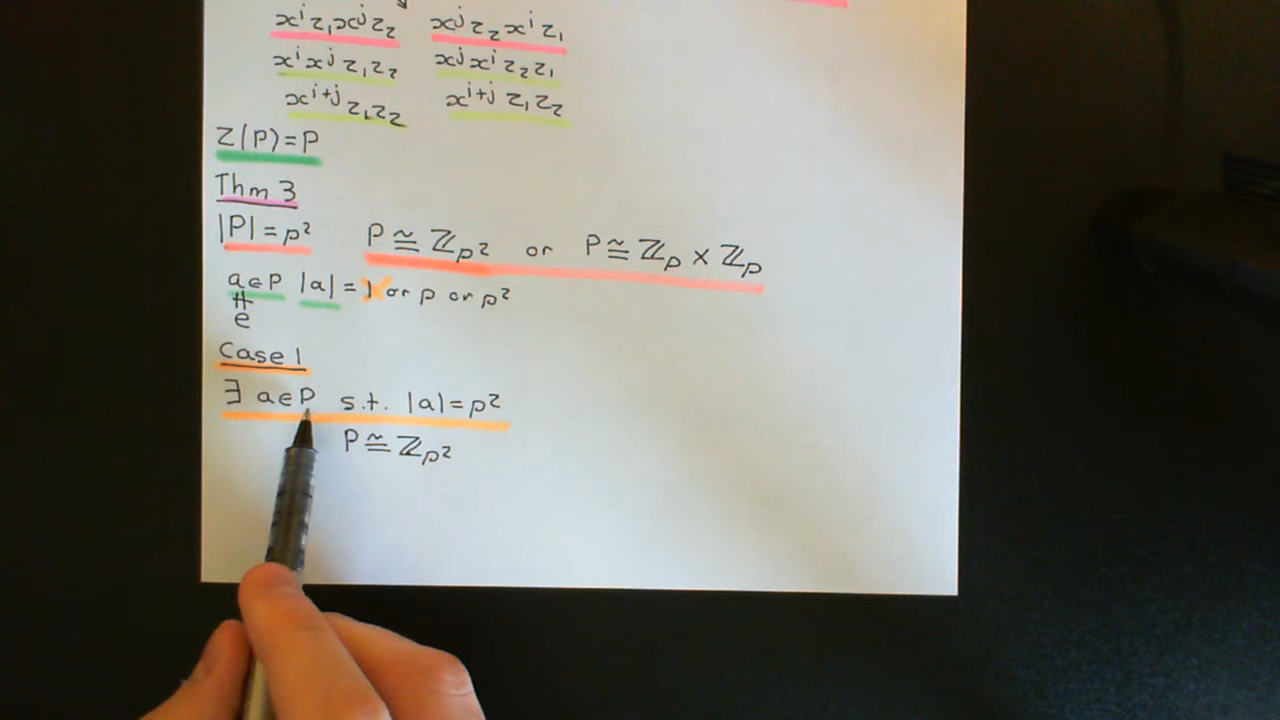 xⁱz₁xʲz₂ xʲz₂xⁱz₁
xⁱxʲz₁z₂ xʲxⁱz₂z₁
xⁱ⁺ʲz₁z₂ xⁱ⁺ʲz₁z₂
Z(P)=P
Thm 3
|P|=p² P≅ℤₚ² or P≅ℤₚ×ℤₚ
a∈P |a|=1 or p or p²
≠
e
Case 1
∃ a∈P s.t. |a|=p²
P≅ℤₚ²